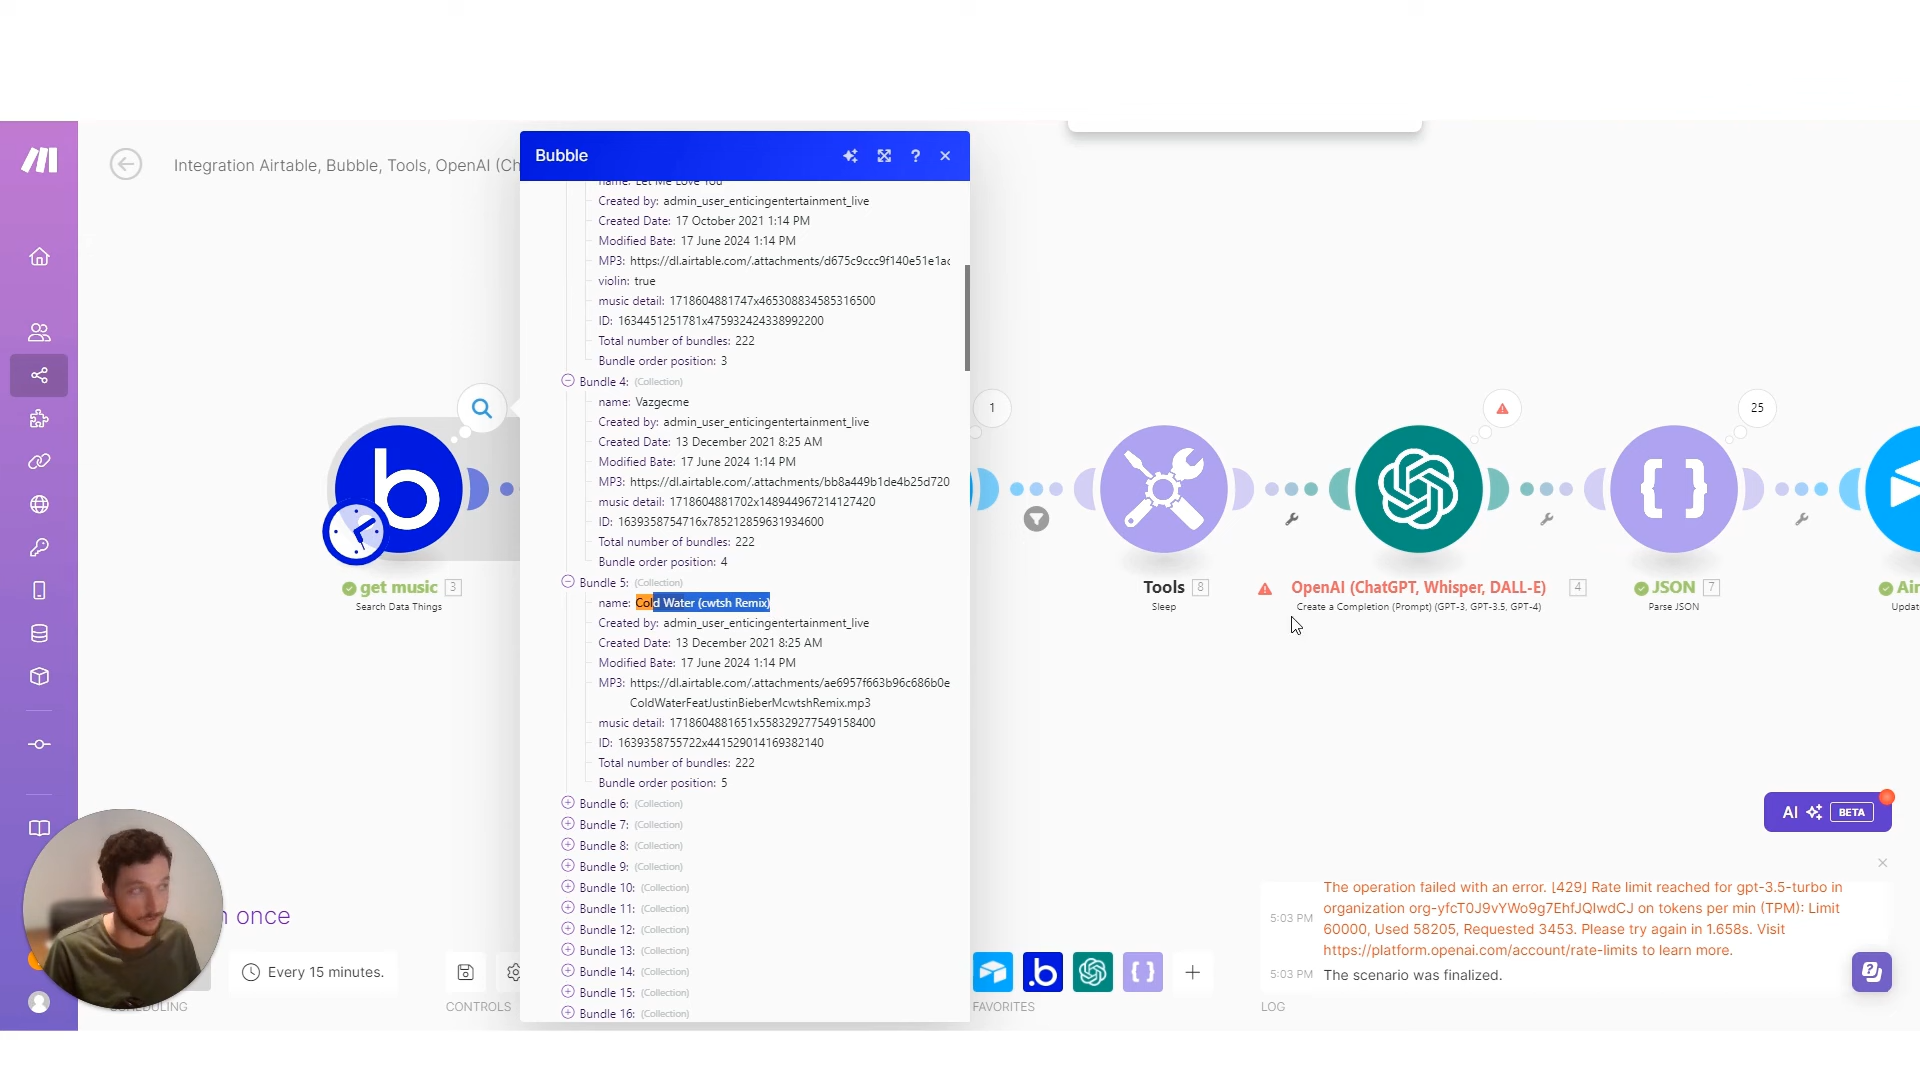 Integration Airtable, Bubble, Tools, OpenAI (Ch
Bubble
?
name: Let Me Love You
Created by: admin_user_enticingentertainment_live
Created Date: 17 October 2021 1:14 PM
Modified Bate: 17 June 2024 1:14 PM
MP3: https://dl.airtable.com/.attachments/d675c9ccc9f140e51e1ac
violin: true
music detail: 1718604881747x465308834585316500
ID: 1634451251781x475932424338992200
Total number of bundles: 222
Bundle order position: 3
Bundle 4: (Collection)
name: Vazgecme
Created by: admin_user_enticingentertainment_live
Created Date: 13 December 2021 8:25 AM
Modified Bate: 17 June 2024 1:14 PM
MP3: https://dl.airtable.com/.attachments/bb8a449b1de4b25d720
music detail: 1718604881702x148944967214127420
ID: 1639358754716x785212859631934600
Total number of bundles: 222
Bundle order position: 4
Bundle 5: (Collection)
name: Cold Water (cwtsh Remix)
Created by: admin_user_enticingentertainment_live
Created Date: 13 December 2021 8:25 AM
Modified Bate: 17 June 2024 1:14 PM
MP3: https://dl.airtable.com/.attachments/ae6957f663b96c686b0e
ColdWaterFeatJustinBieberMcwtshRemix.mp3
music detail: 1718604881651x558329277549158400
ID: 1639358755722x441529014169382140
Total number of bundles: 222
Bundle order position: 5
Bundle 6: (Collection)
Bundle 7: (Collection)
Bundle 8: (Collection)
Bundle 9: (Collection)
Bundle 10: (Collection)
Bundle 11: (Collection)
Bundle 12: (Collection)
Bundle 13: (Collection)
Bundle 14: (Collection)
Bundle 15: (Collection)
Bundle 16: (Collection)
get music 3
Search Data Things
1
Tools 8
Sleep
OpenAI (ChatGPT, Whisper, DALL-E) 4
Create a Completion (Prompt) (GPT-3, GPT-3.5, GPT-4)
25
JSON 7
Parse JSON
Air
Updat
AI BETA
The operation failed with an error. [429] Rate limit reached for gpt-3.5-turbo in
5:03 PM organization org-yfcT0J9vYWo9g7EhfJQlwdCJ on tokens per min (TPM): Limit
60000, Used 58205, Requested 3453. Please try again in 1.658s. Visit
https://platform.openai.com/account/rate-limits to learn more.
5:03 PM The scenario was finalized.
LOG
n once
Every 15 minutes.
CONTROLS
FAVORITES